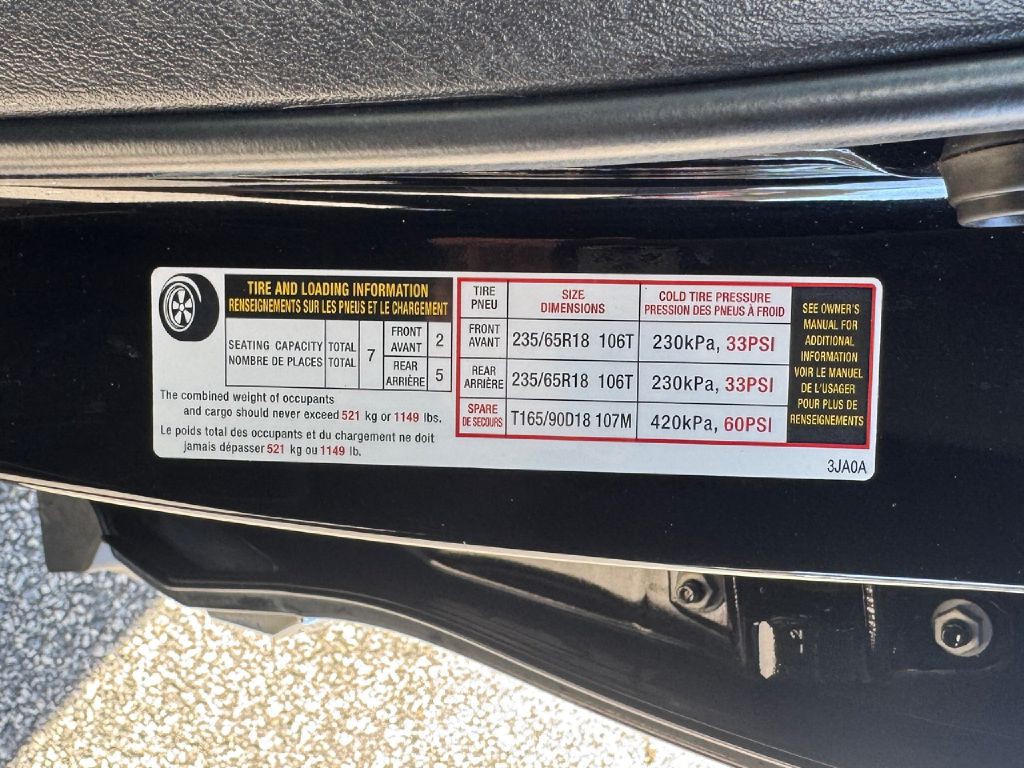 TIRE AND LOADING INFORMATION
RENSEIGNEMENTS SUR LES PNEUS ET LE CHARGEMENT
SEATING CAPACITY TOTAL 7 FRONT 2
NOMBRE DE PLACES TOTAL AVANT
REAR 5
ARRIÈRE
The combined weight of occupants
and cargo should never exceed 521 kg or 1149 lbs.
Le poids total des occupants et du chargement ne doit
jamais dépasser 521 kg ou 1149 lb.
TIRE SIZE COLD TIRE PRESSURE
PNEU DIMENSIONS PRESSION DES PNEUS À FROID
FRONT 235/65R18 106T 230kPa, 33PSI
AVANT
REAR 235/65R18 106T 230kPa, 33PSI
ARRIÈRE
SPARE T165/90D18 107M 420kPa, 60PSI
DE SECOURS
SEE OWNER'S
MANUAL FOR
ADDITIONAL
INFORMATION
VOIR LE MANUEL
DE L'USAGER
POUR PLUS DE
RENSEIGNEMENTS
3JA0A